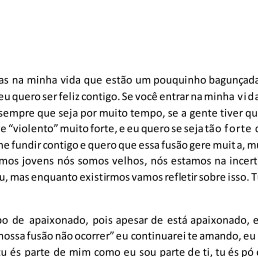 as na minha vida que estão um pouquinho bagunçada
eu quero ser feliz contigo. Se você entrar na minha vida
sempre que seja por muito tempo, se a gente tiver qu
e “violento” muito forte, e eu quero se seja tão forte
me fundir contigo e quero que essa fusão gere muita, mu
mos jovens nós somos velhos, nós estamos na incert
u, mas enquanto existirmos vamos refletir sobre isso. T
po de apaixonado, pois apesar de está apaixonado, e
nossa fusão não ocorrer” eu continuarei te amando, eu
tu és parte de mim como eu sou parte de ti, tu és pó